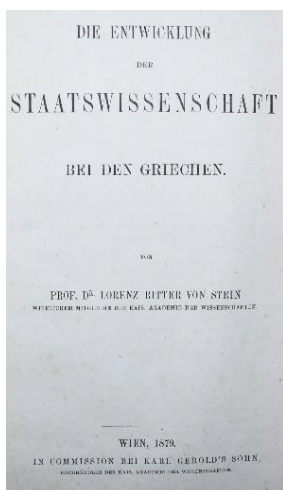 DIE ENTWICKLUNG
DER
STAATSWISSENSCHAFT
BEI DEN GRIECHEN.
VON
PROF. DR. LORENZ RITTER VON STEIN
WIRKLICHEM MITGLIEDE DER KAIS. AKADEMIE DER WISSENSCHAFTEN.
WIEN, 1879.
IN COMMISSION BEI KARL GEROLD'S SOHN,
BUCHHÄNDLER DER KAIS. AKADEMIE DER WISSENSCHAFTEN.